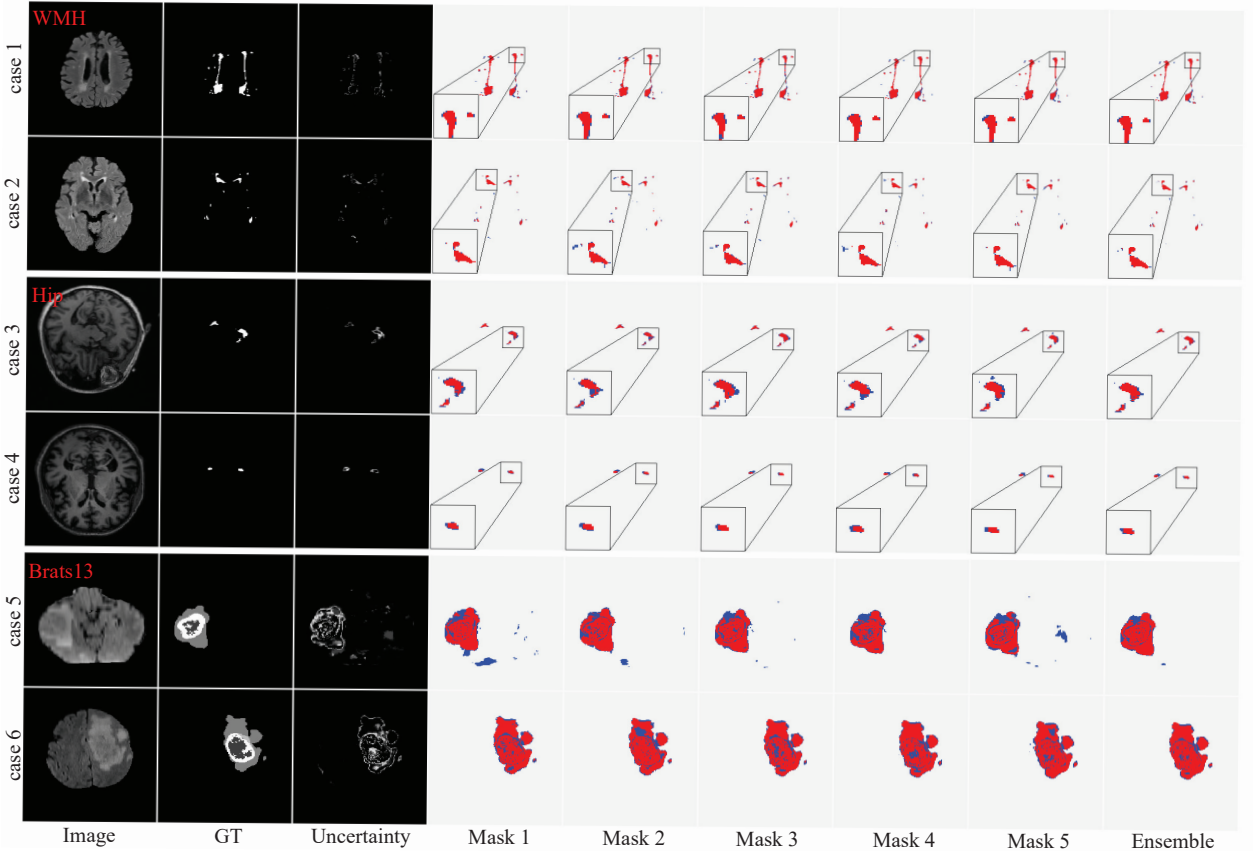 WMH
case 1
case 2
Hip
case 3
case 4
Brats13
case 5
case 6
Image GT Uncertainty Mask 1 Mask 2 Mask 3 Mask 4 Mask 5 Ensemble